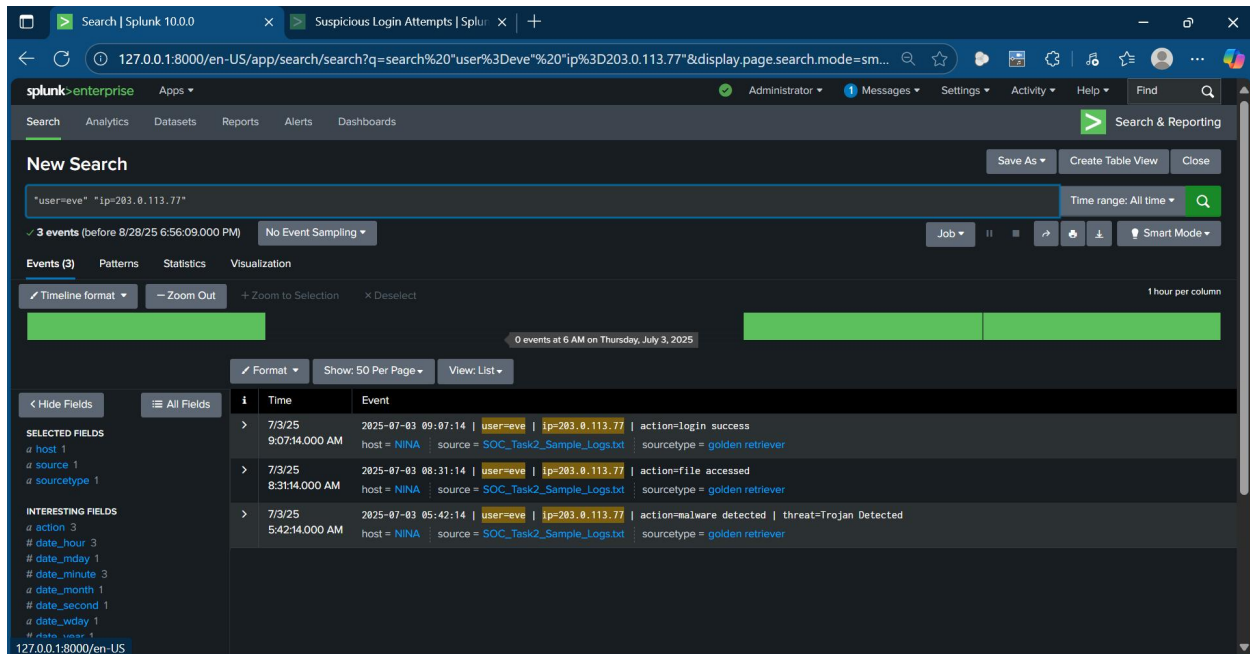 Search | Splunk 10.0.0
Suspicious Login Attempts | Splur
127.0.0.1:8000/en-US/app/search/search?q=search%20"user%3Deve"%20"ip%3D203.0.113.77"&display.page.search.mode=sm...
splunk>enterprise Apps Administrator 1 Messages Settings Activity Help Find
Search Analytics Datasets Reports Alerts Dashboards Search & Reporting
New Search Save As Create Table View Close
"user=eve" "ip=203.0.113.77" Time range: All time
✓ 3 events (before 8/28/25 6:56:09.000 PM) No Event Sampling Job Smart Mode
Events (3) Patterns Statistics Visualization
Timeline format — Zoom Out + Zoom to Selection × Deselect 1 hour per column
0 events at 6 AM on Thursday, July 3, 2025
Format Show: 50 Per Page View: List
< Hide Fields All Fields i Time Event
SELECTED FIELDS
a host 1
a source 1
a sourcetype 1
INTERESTING FIELDS
a action 3
# date_hour 3
# date_mday 1
# date_minute 3
a date_month 1
# date_second 1
a date_wday 1
# date_year 1
> 7/3/25 2025-07-03 09:07:14 | user=eve | ip=203.0.113.77 | action=login success
9:07:14.000 AM host = NINA source = SOC_Task2_Sample_Logs.txt sourcetype = golden retriever
> 7/3/25 2025-07-03 08:31:14 | user=eve | ip=203.0.113.77 | action=file accessed
8:31:14.000 AM host = NINA source = SOC_Task2_Sample_Logs.txt sourcetype = golden retriever
> 7/3/25 2025-07-03 05:42:14 | user=eve | ip=203.0.113.77 | action=malware detected | threat=Trojan Detected
5:42:14.000 AM host = NINA source = SOC_Task2_Sample_Logs.txt sourcetype = golden retriever
127.0.0.1:8000/en-US